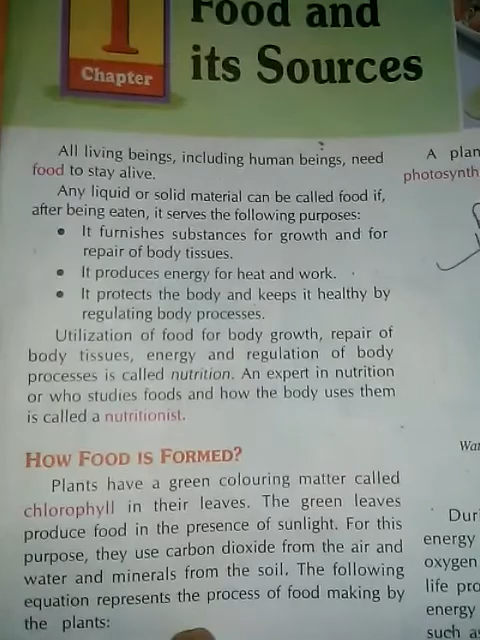 1
Chapter
Food and
its Sources
All living beings, including human beings, need
food to stay alive.
Any liquid or solid material can be called food if,
after being eaten, it serves the following purposes:
• It furnishes substances for growth and for
repair of body tissues.
• It produces energy for heat and work.
• It protects the body and keeps it healthy by
regulating body processes.
Utilization of food for body growth, repair of
body tissues, energy and regulation of body
processes is called nutrition. An expert in nutrition
or who studies foods and how the body uses them
is called a nutritionist.
HOW FOOD IS FORMED?
Plants have a green colouring matter called
chlorophyll in their leaves. The green leaves
produce food in the presence of sunlight. For this
purpose, they use carbon dioxide from the air and
water and minerals from the soil. The following
equation represents the process of food making by
the plants:
A plan
photosynth
Wat
Duri
energy
oxygen
life pro
energy
such as